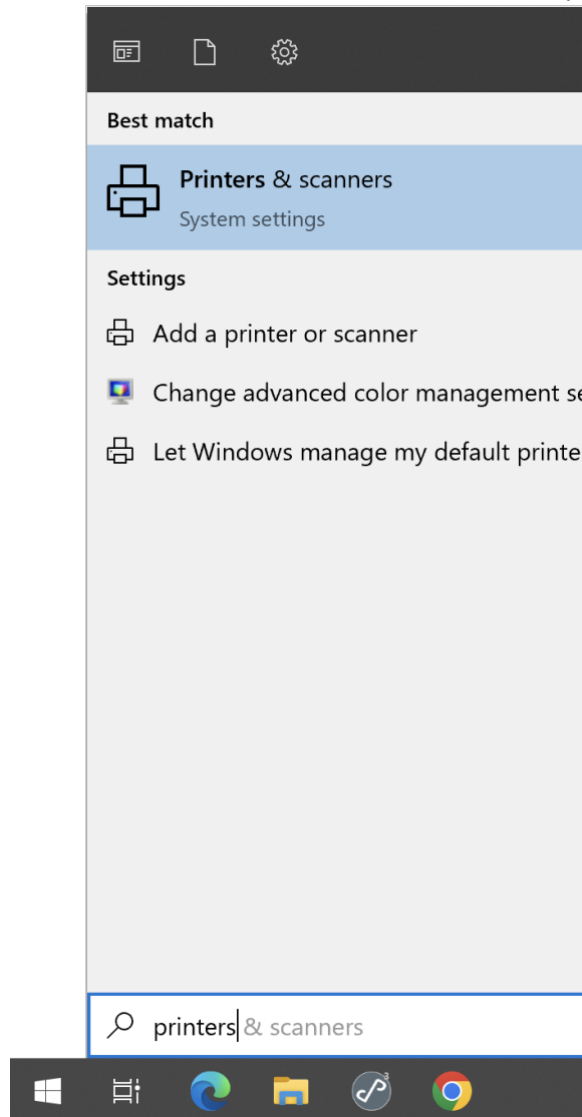 Best match
Printers & scanners
System settings
Settings
Add a printer or scanner
Change advanced color management se
Let Windows manage my default printe
printers & scanners